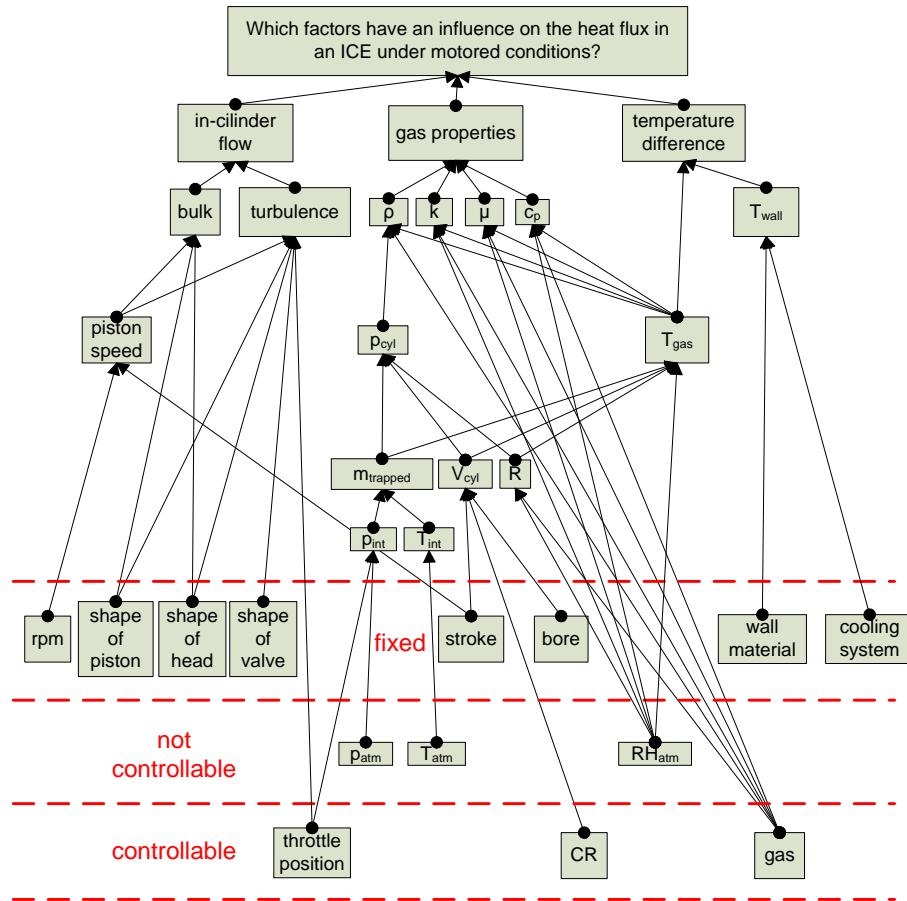 Which factors have an influence on the heat flux in
an ICE under motored conditions?
in-cilinder
flow
gas properties
temperature
difference
bulk
turbulence
ρ
k
μ
cp
Twall
piston
speed
pcyl
Tgas
mtrapped
Vcyl
R
pint
Tint
rpm
shape
of
piston
shape
of
head
shape
of
valve
fixed
stroke
bore
wall
material
cooling
system
not
controllable
patm
Tatm
RHatm
controllable
throttle
position
CR
gas